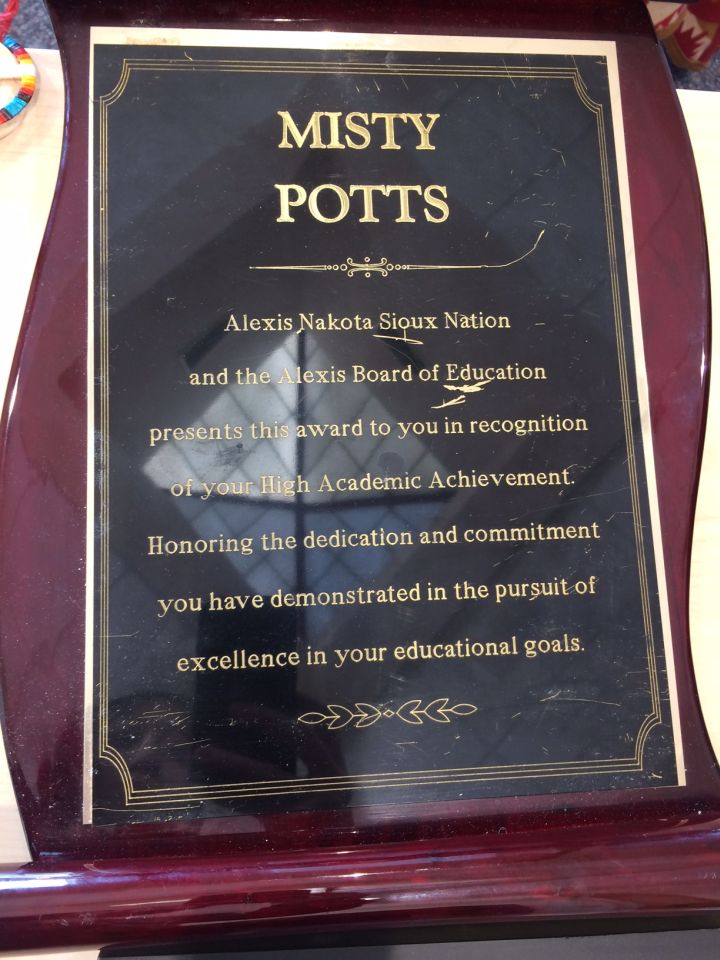 MISTY
POTTS
Alexis Nakota Sioux Nation
and the Alexis Board of Education
presents this award to you in recognition
of your High Academic Achievement.
Honoring the dedication and commitment
you have demonstrated in the pursuit of
excellence in your educational goals.